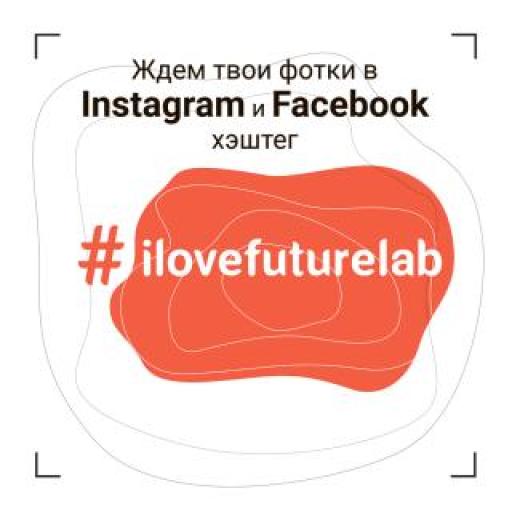 Ждем твои фотки в
Instagram и Facebook
хэштег
# ilovefuturelab